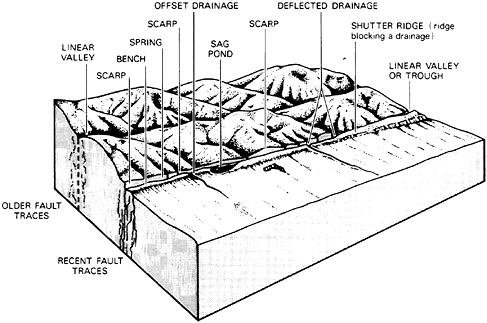 OFFSET DRAINAGE
DEFLECTED DRAINAGE
SCARP
SCARP
SHUTTER RIDGE (ridge
blocking a drainage)
SPRING
SAG
POND
LINEAR
VALLEY
BENCH
SCARP
LINEAR VALLEY
OR TROUGH
OLDER FAULT
TRACES
RECENT FAULT
TRACES